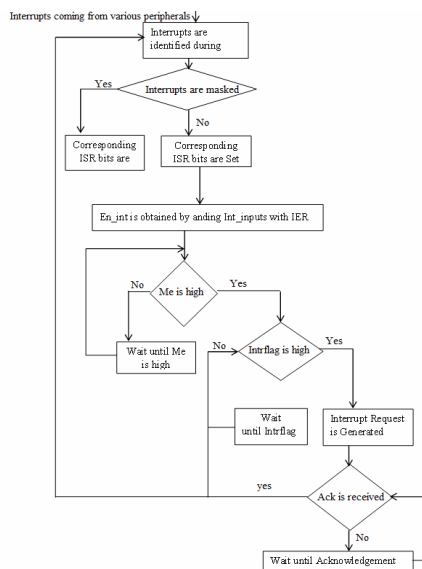 Interrupts coming from various peripherals
Interrupts are
identified during
Interrupts are masked
Yes
No
Corresponding
ISR bits are
Corresponding
ISR bits are Set
En_int is obtained by anding Int_inputs with IER
Me is high
No
Yes
Wait until Me
is high
Intrflag is high
No
Yes
Wait
until Intrflag
Interrupt Request
is Generated
Ack is received
yes
No
Wait until Acknowledgement